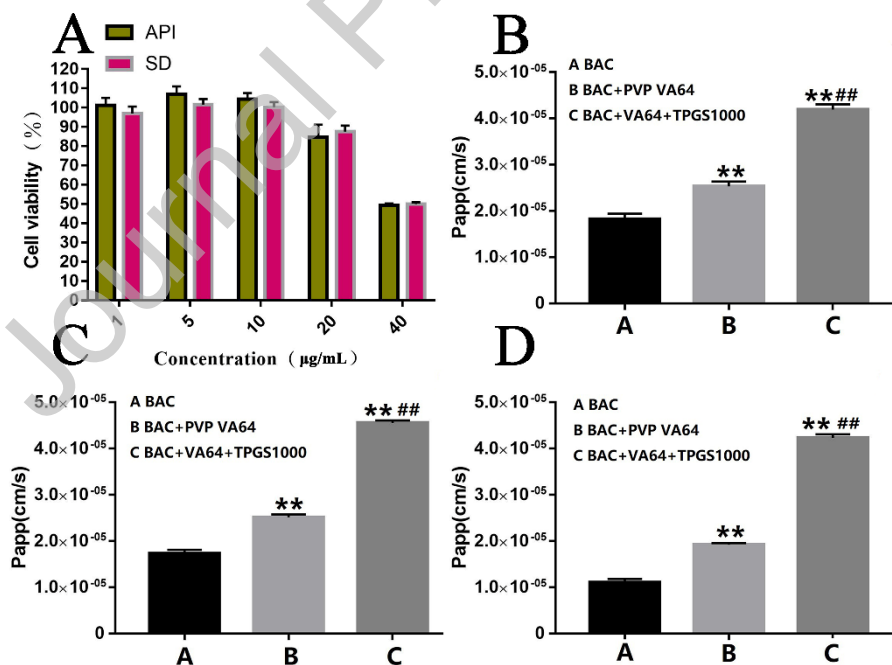 A
API
SD
Cell viability（%）
120
110
100
90
80
70
60
50
40
30
20
10
0
1
5
10
20
40
Concentration（μg/mL）
B
A BAC
B BAC+PVP VA64
C BAC+VA64+TPGS1000
Papp(cm/s)
5.0×10-05
4.0×10-05
3.0×10-05
2.0×10-05
1.0×10-05
0
**
**##
A B C
C
A BAC
B BAC+PVP VA64
C BAC+VA64+TPGS1000
Papp(cm/s)
5.0×10-05
4.0×10-05
3.0×10-05
2.0×10-05
1.0×10-05
0
**
** ##
A B C
D
A BAC
B BAC+PVP VA64
C BAC+VA64+TPGS1000
Papp(cm/s)
5.0×10-05
4.0×10-05
3.0×10-05
2.0×10-05
1.0×10-05
0
**
** ##
A B C
Journal P